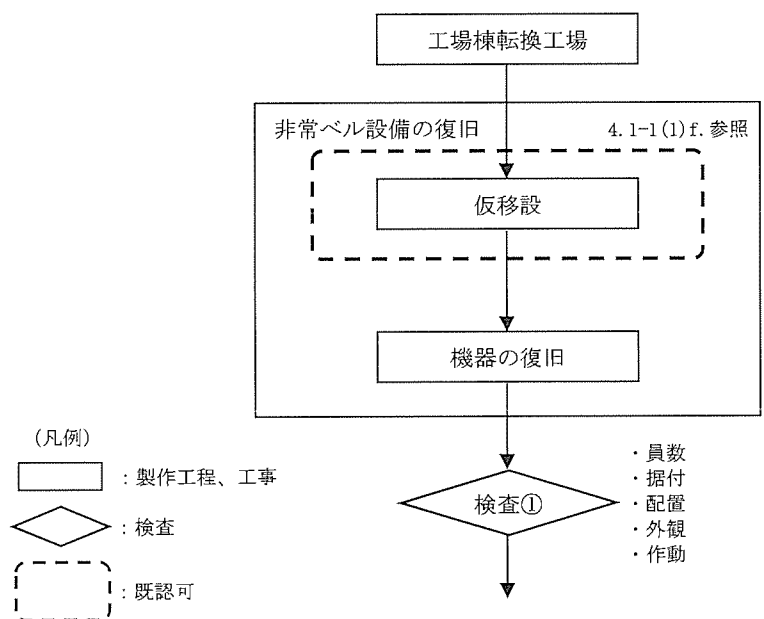 工場棟転換工場
非常ベル設備の復旧
4.1-1(1)f.参照
仮移設
機器の復旧
検査①
・員数
・据付
・配置
・外観
・作動
(凡例)
：製作工程、工事
：検査
：既認可